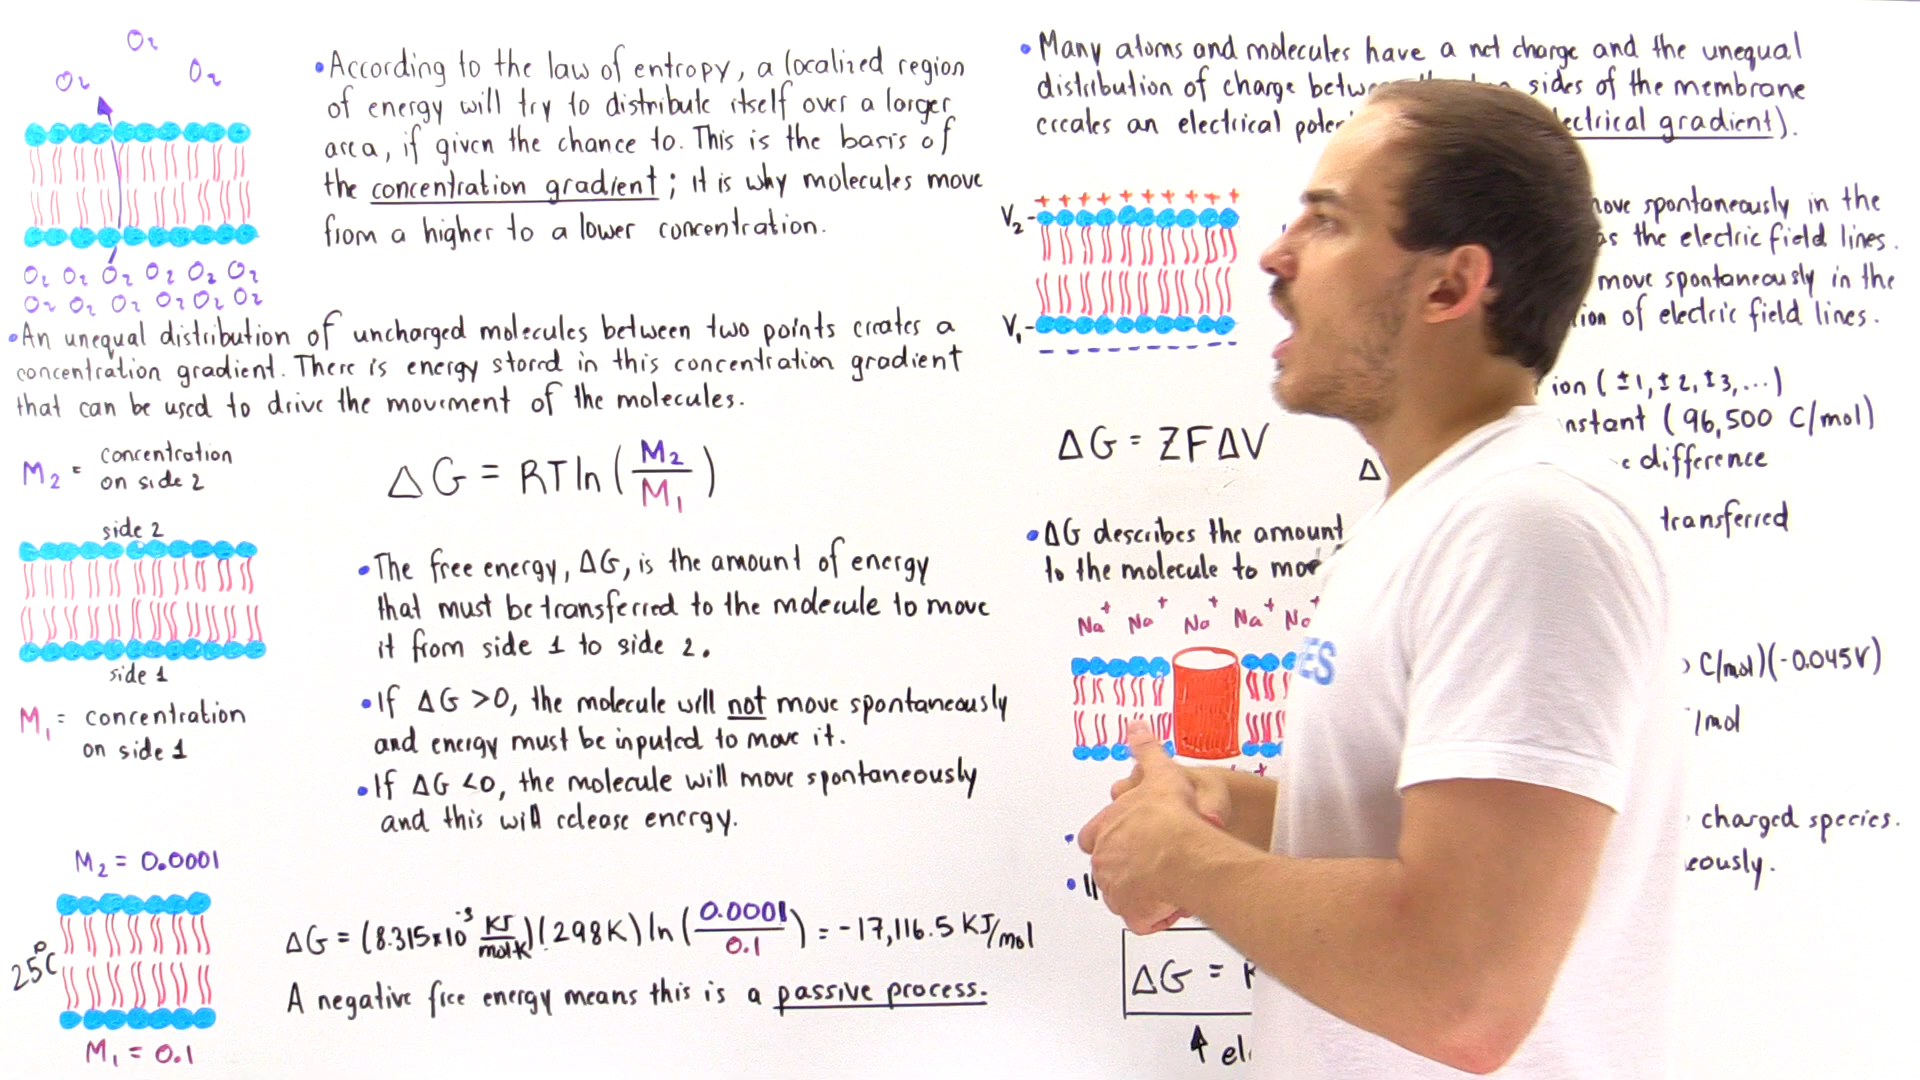 O₂
O₂ O₂
O₂ O₂ O₂ O₂ O₂ O₂
O₂ O₂ O₂ O₂ O₂ O₂
• According to the law of entropy, a localized region
of energy will try to distribute itself over a larger
area, if given the chance to. This is the basis of
the concentration gradient; it is why molecules move
from a higher to a lower concentration.
• An unequal distribution of uncharged molecules between two points creates a
concentration gradient. There is energy stored in this concentration gradient
that can be used to drive the movement of the molecules.
M₂ = concentration
on side 2
side 2
side 1
M₁ = concentration
on side 1
ΔG = RT ln (M₂/M₁)
• The free energy, ΔG, is the amount of energy
that must be transferred to the molecule to move
it from side 1 to side 2.
• If ΔG >0, the molecule will not move spontaneously
and energy must be inputed to move it.
• If ΔG <0, the molecule will move spontaneously
and this will release energy.
M₂ = 0.0001
25°C
M₁ = 0.1
ΔG = (8.315x10⁻³ KJ/mol·K)(298K) ln (0.0001/0.1) = -17,116.5 KJ/mol
A negative free energy means this is a passive process.
• Many atoms and molecules have a net charge and the unequal
distribution of charge sides of the membrane
creates an electrical gradient).
+ + + + + + + + + +
V₂
V₁
- - - - - - - - - -
move spontaneously in the
as the electric field lines.
move spontaneously in the
of electric field lines.
ion (±1, ±2, ±3, ...)
(96,500 C/mol)
difference
transferred
ΔG = ZFΔV
Δ
• ΔG describes the amount
to the molecule to move
Na⁺ Na⁺ Na⁺ Na⁺ Na⁺
C/mol)(-0.045V)
/mol
charged species.
ΔG =
ES